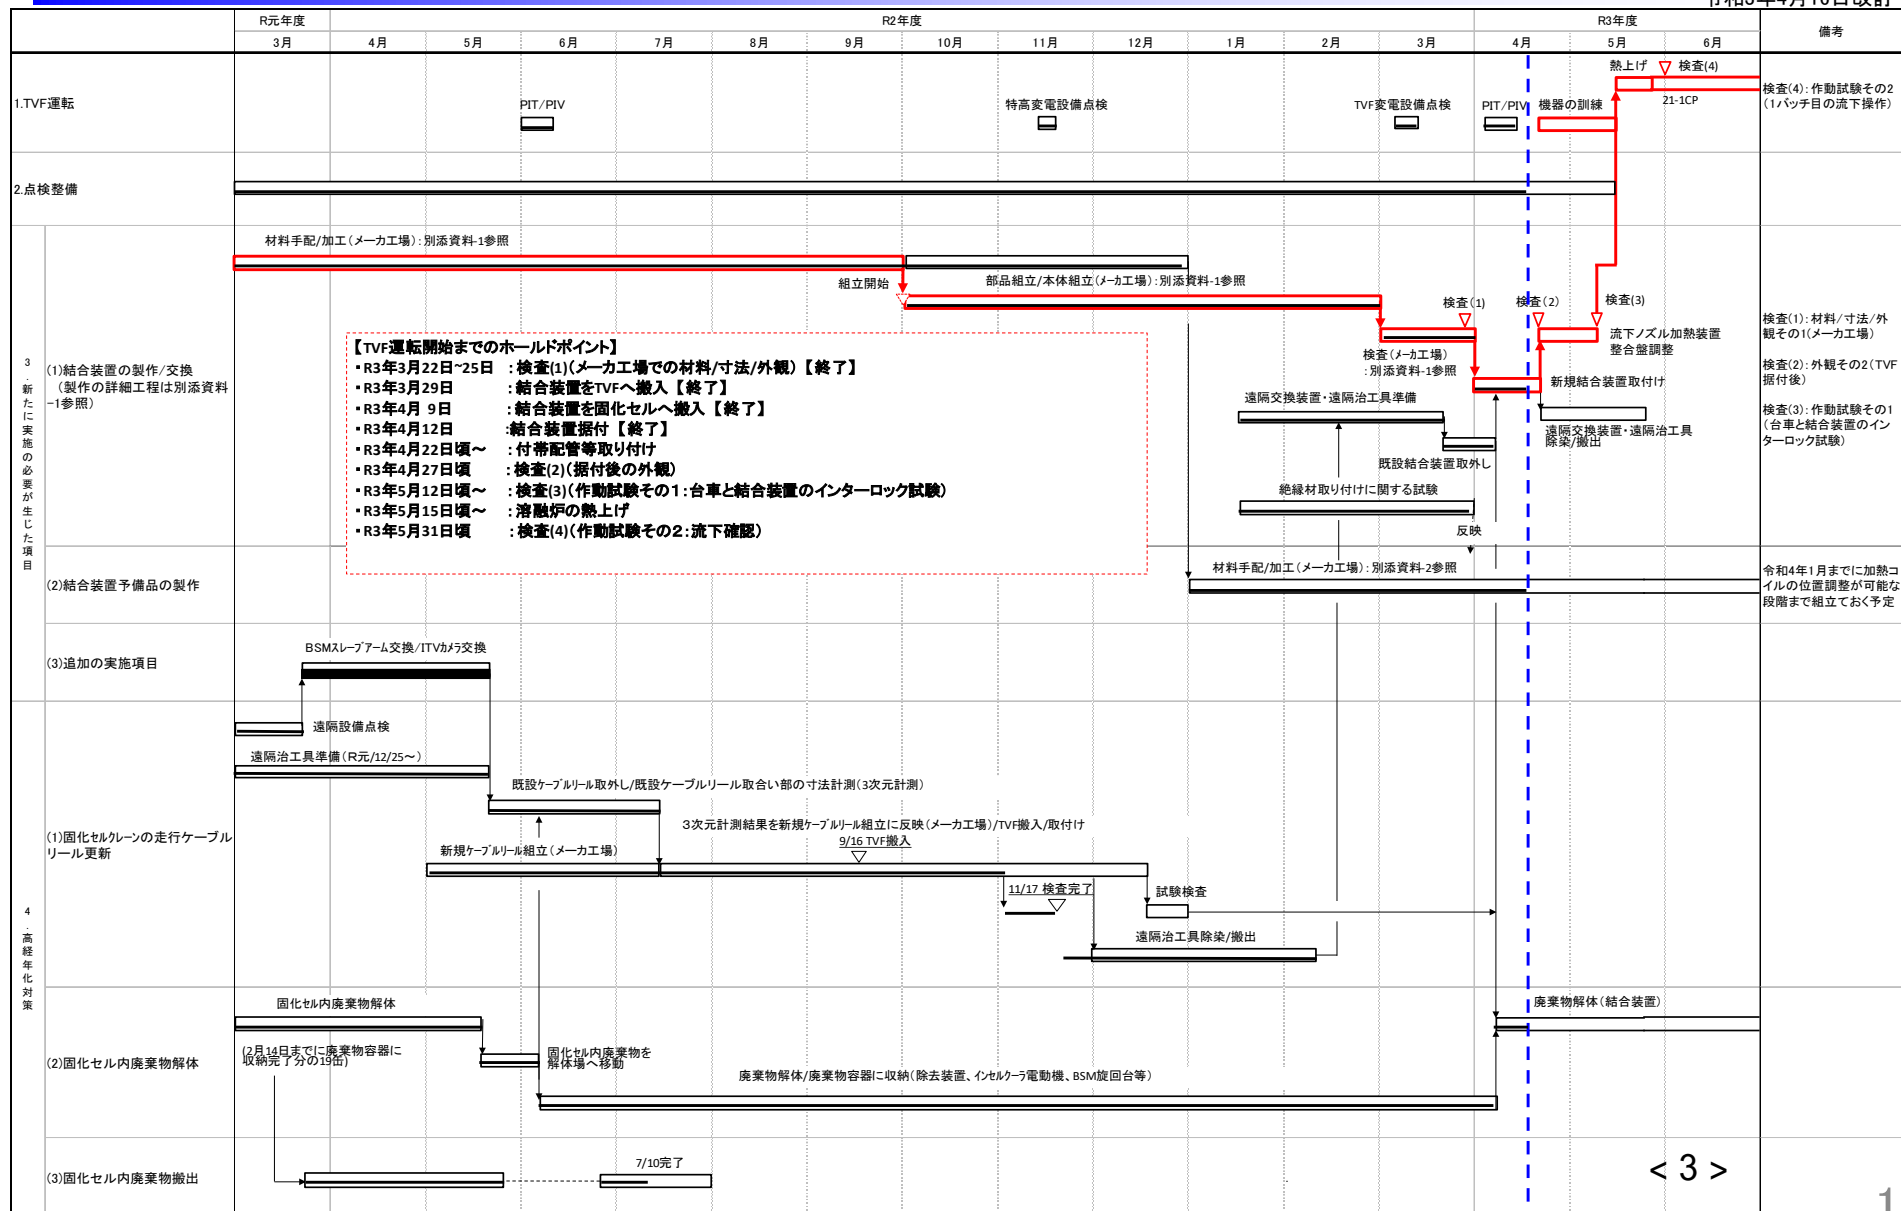 R元年度 R2年度 R3年度 備考
3月 4月 5月 6月 7月 8月 9月 10月 11月 12月 1月 2月 3月 4月 5月 6月
1.TVF運転
PIT/PIV
特高変電設備点検
TVF変電設備点検
PIT/PIV
機器の訓練
熱上げ
検査(4)
21-1CP
検査(4):作動試験その2
(1バッチ目の流下操作)
2.点検整備
3.新たに実施の必要が生じた項目
(1)結合装置の製作/交換
(製作の詳細工程は別添資料
-1参照)
材料手配/加工(メーカ工場):別添資料-1参照
組立開始
部品組立/本体組立(メーカ工場):別添資料-1参照
検査(1)
検査(2)
検査(3)
検査(メーカ工場)
:別添資料-1参照
流下ノズル加熱装置
整合盤調整
新規結合装置取付け
遠隔交換装置・遠隔治工具準備
遠隔交換装置・遠隔治工具
除染/搬出
既設結合装置取外し
絶縁材取り付けに関する試験
反映
検査(1):材料/寸法/外
観その1(メーカ工場)
検査(2):外観その2(TVF
据付後)
検査(3):作動試験その1
(台車と結合装置のイン
ターロック試験)
【TVF運転開始までのホールドポイント】
・R3年3月22日~25日 :検査(1)(メーカ工場での材料/寸法/外観)【終了】
・R3年3月29日 :結合装置をTVFへ搬入【終了】
・R3年4月 9日 :結合装置を固化セルへ搬入【終了】
・R3年4月12日 :結合装置据付【終了】
・R3年4月22日頃～ :付帯配管等取り付け
・R3年4月27日頃 :検査(2)(据付後の外観)
・R3年5月12日頃～ :検査(3)(作動試験その1:台車と結合装置のインターロック試験)
・R3年5月15日頃～ :溶融炉の熱上げ
・R3年5月31日頃 :検査(4)(作動試験その2:流下確認)
(2)結合装置予備品の製作
材料手配/加工(メーカ工場):別添資料-2参照
令和4年1月までに加熱コ
イルの位置調整が可能な
段階まで組立ておく予定
(3)追加の実施項目
BSMスレーブアーム交換/ITVカメラ交換
4.高経年化対策
遠隔設備点検
遠隔治工具準備(R元/12/25～)
既設ケーブルリール取外し/既設ケーブルリール取合い部の寸法計測(3次元計測)
(1)固化セルクレーンの走行ケーブル
リール更新
新規ケーブルリール組立(メーカ工場)
3次元計測結果を新規ケーブルリール組立に反映(メーカ工場)/TVF搬入/取付け
9/16 TVF搬入
11/17 検査完了
試験検査
遠隔治工具除染/搬出
(2)固化セル内廃棄物解体
固化セル内廃棄物解体
(2月14日までに廃棄物容器に
収納完了分の19缶)
固化セル内廃棄物を
解体場へ移動
廃棄物解体/廃棄物容器に収納(除去装置、インセルクーラ電動機、BSM旋回台等)
廃棄物解体(結合装置)
(3)固化セル内廃棄物搬出
7/10完了
< 3 >
1